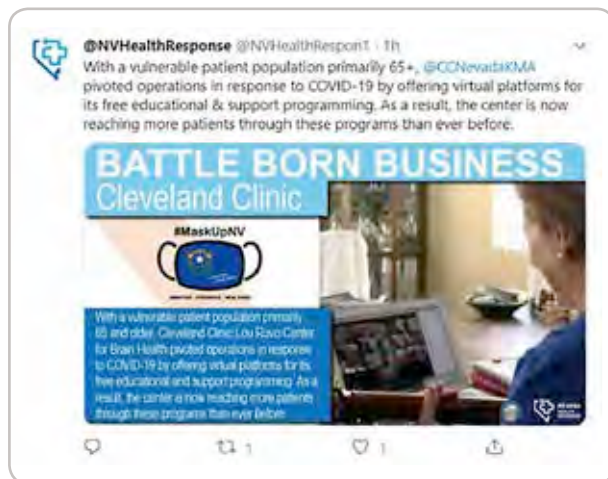 @NVHealthResponse @NVHealthRespon1 · 1h
With a vulnerable patient population primarily 65+, @CCNevadaKMA
pivoted operations in response to COVID-19 by offering virtual platforms for
its free educational & support programming. As a result, the center is now
reaching more patients through these programs than ever before.
BATTLE BORN BUSINESS
Cleveland Clinic
#MaskUpNV
With a vulnerable patient population primarily
65 and older, Cleveland Clinic Lou Ruvo Center
for Brain Health pivoted operations in response
to COVID-19 by offering virtual platforms for its
free educational and support programming. As a
result, the center is now reaching more patients
through these programs than ever before
1
1